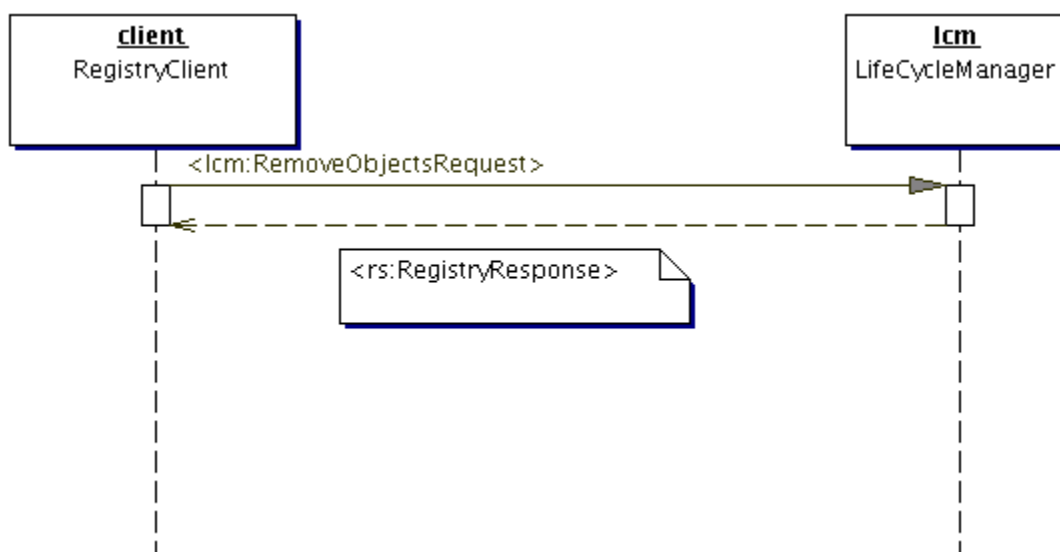 client
RegistryClient
lcm
LifeCycleManager
<lcm:RemoveObjectsRequest>
<rs:RegistryResponse>